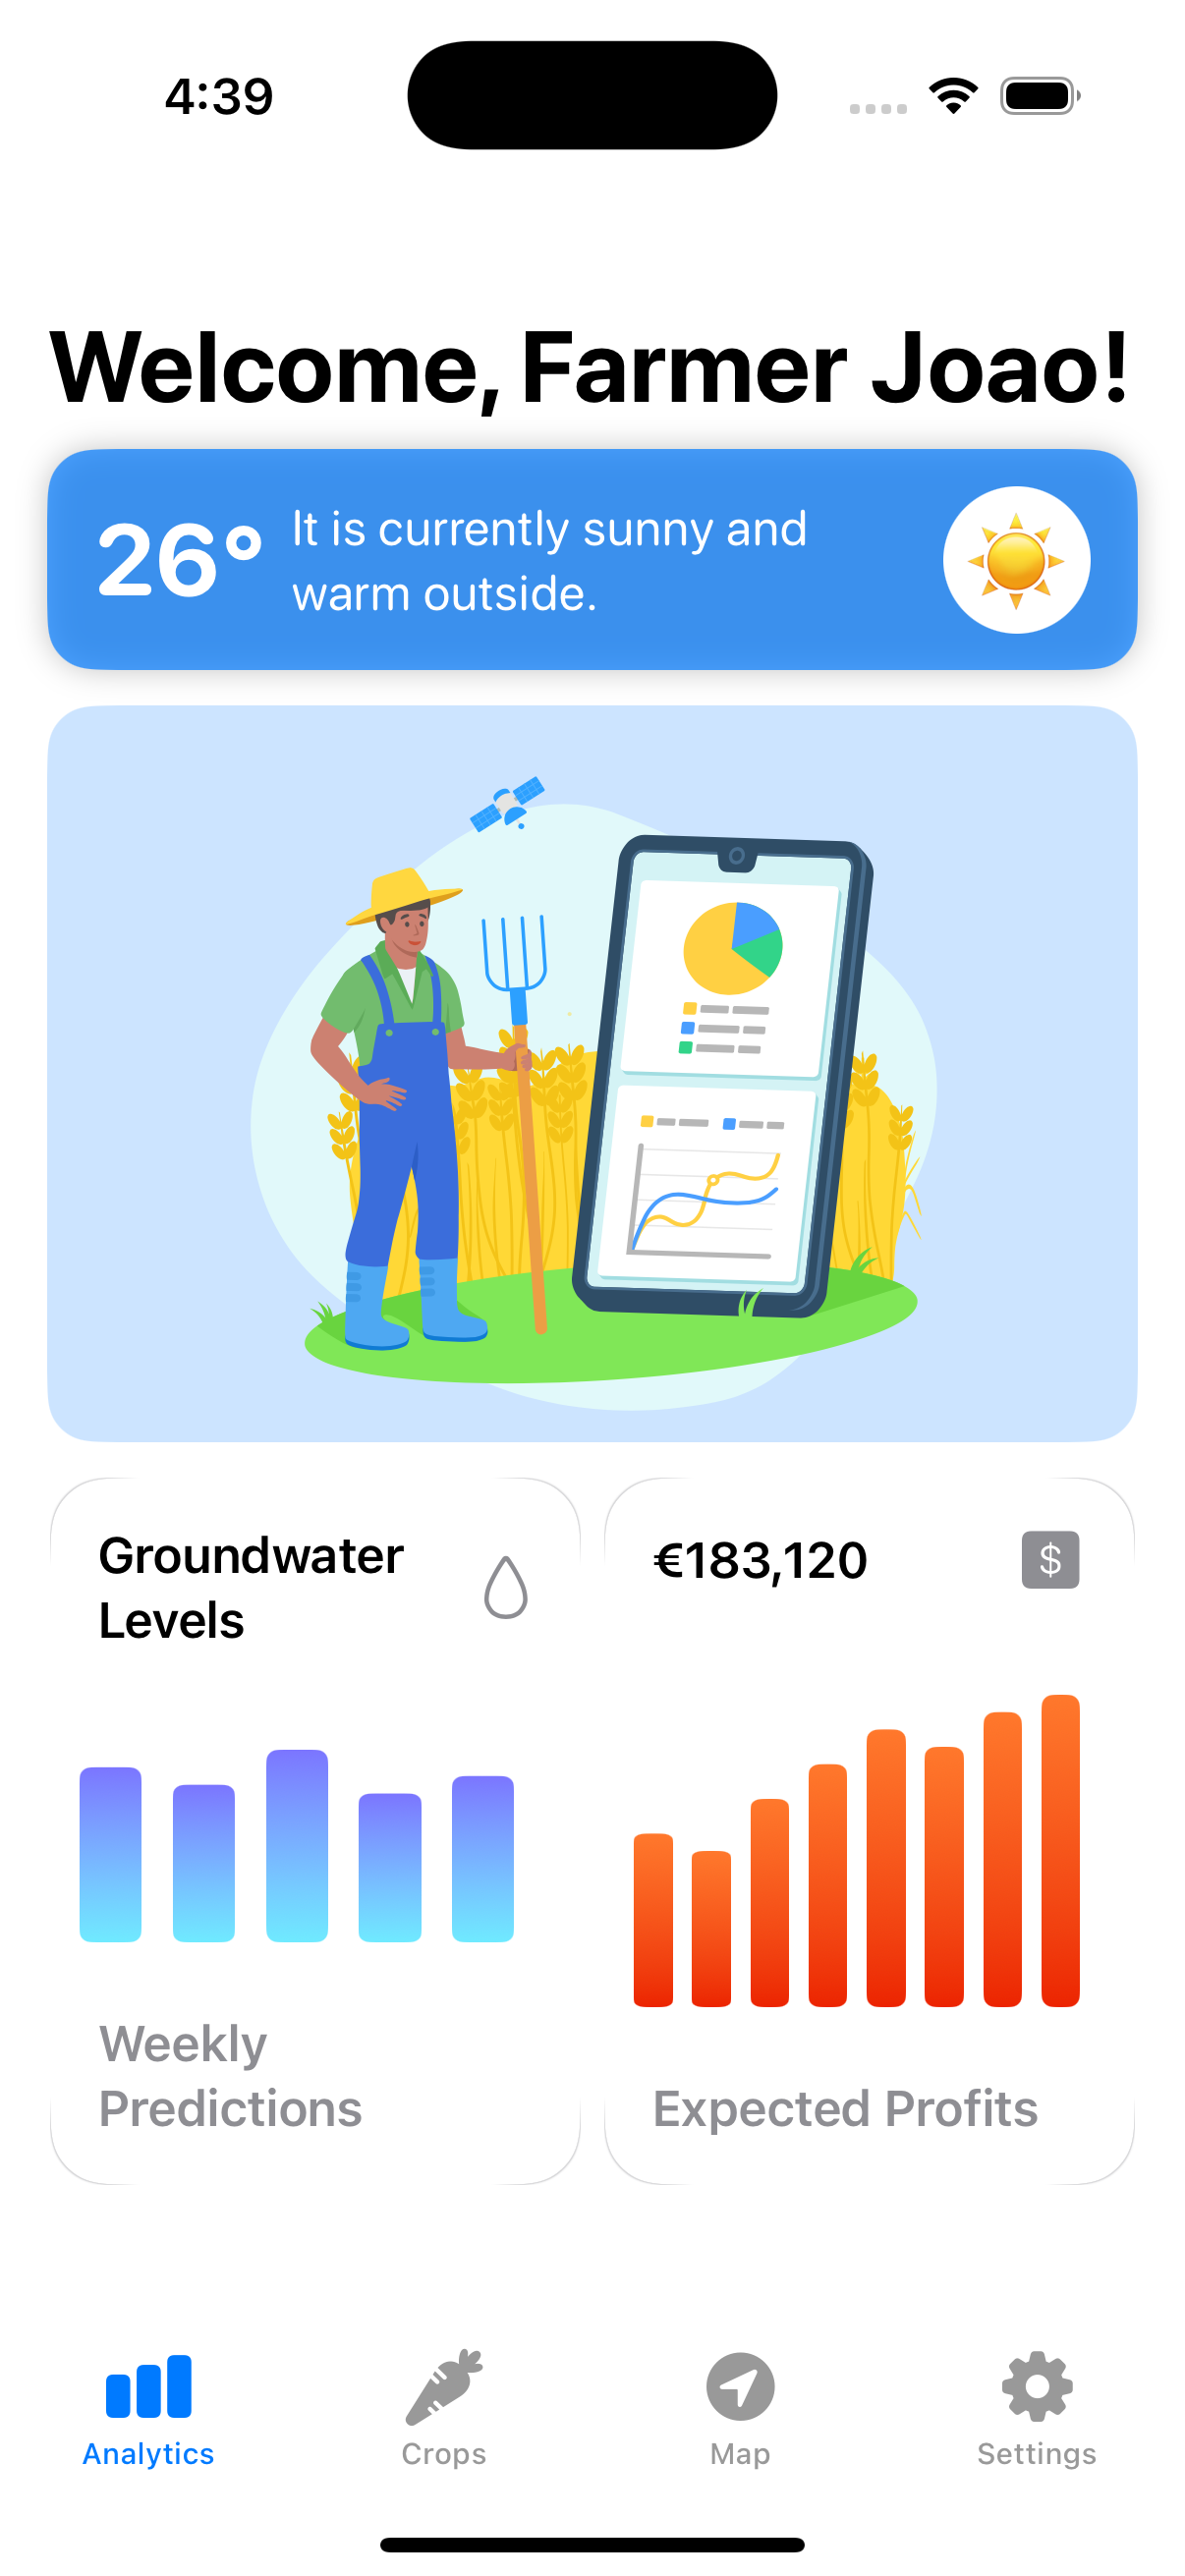 4:39
Welcome, Farmer Joao!
26°
It is currently sunny and
warm outside.
Groundwater
Levels
€183,120
$
Weekly
Predictions
Expected Profits
Analytics
Crops
Map
Settings